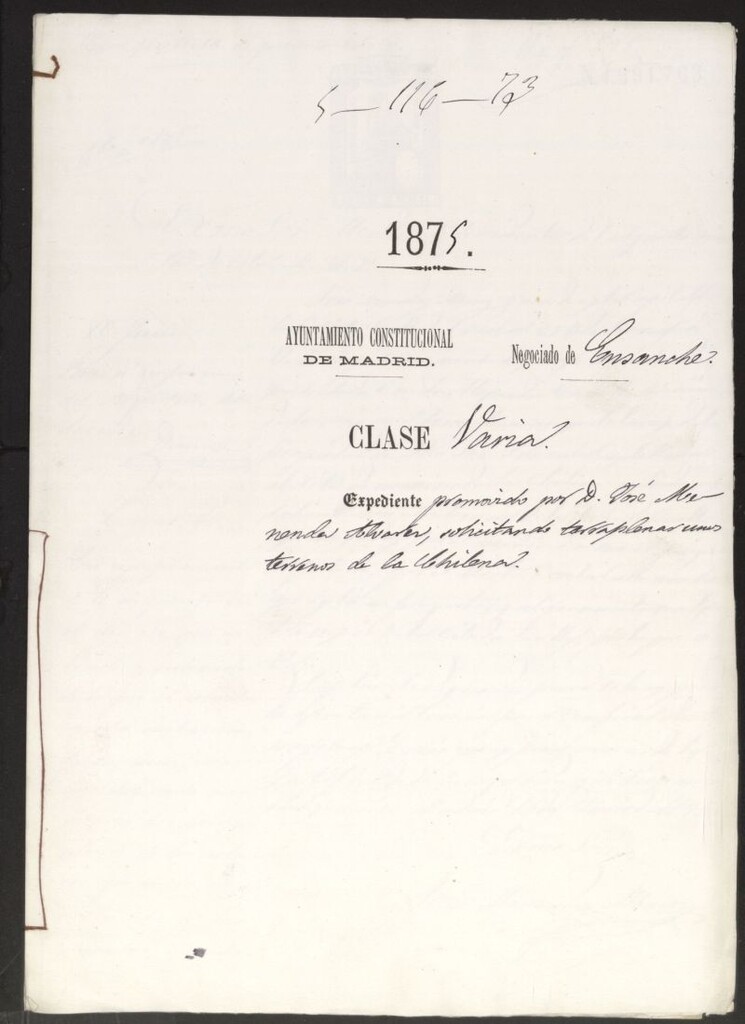 5—116—73
1875.
AYUNTAMIENTO CONSTITUCIONAL
DE MADRID.
Negociado de Ensanche.
CLASE Varia.
Expediente promovido por D. José Me-
nendez Alvarez, solicitando terraplenar unos
terrenos de la Chilena.